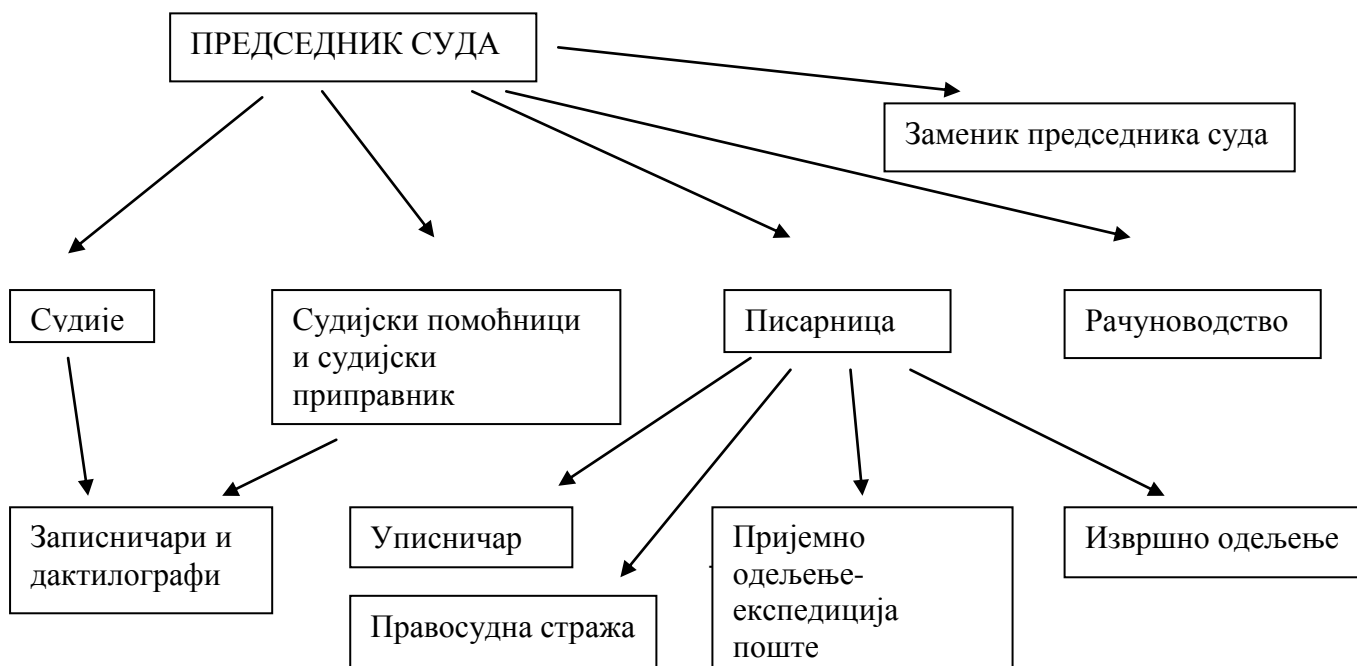 ПРЕДСЕДНИК СУДА
Заменик председника суда
Судије
Судијски помоћници
и судијски
приправник
Писарница
Рачуноводство
Записничари и
дактилографи
Уписничар
Пријемно
одељење-
експедиција
поште
Извршно одељење
Правосудна стража